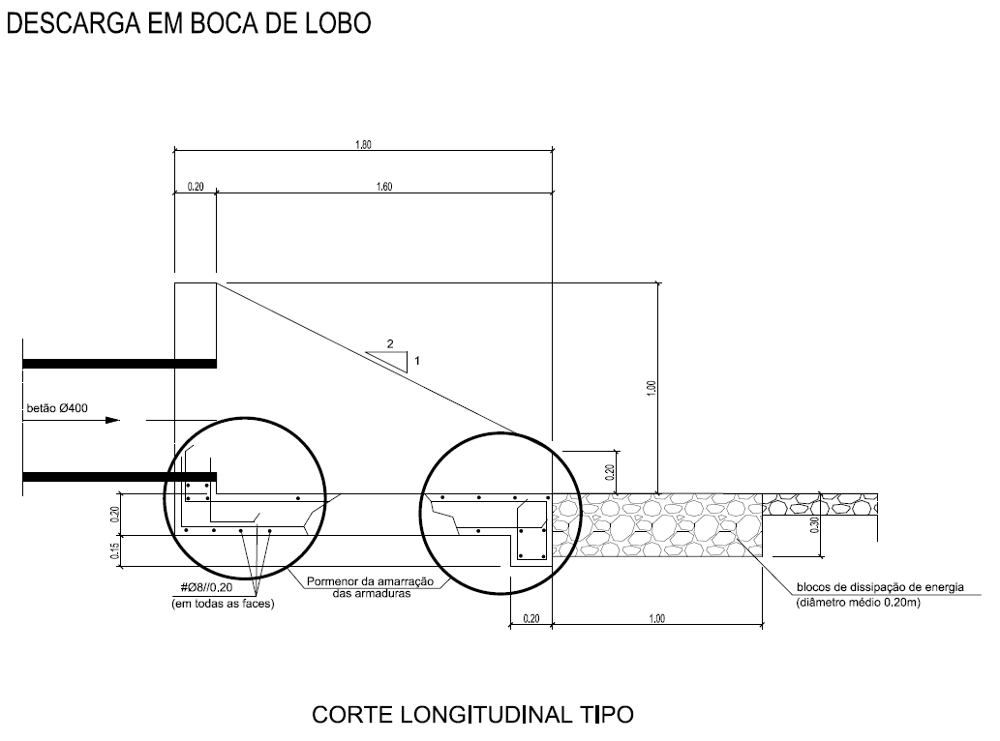 DESCARGA EM BOCA DE LOBO
1.80
0.20
1.60
2
1
1.00
betão Ø400
0.20
0.20
0.30
0.15
#Ø8//0.20
(em todas as faces)
Pormenor da amarração
das armaduras
blocos de dissipação de energia
(diâmetro médio 0.20m)
0.20
1.00
CORTE LONGITUDINAL TIPO